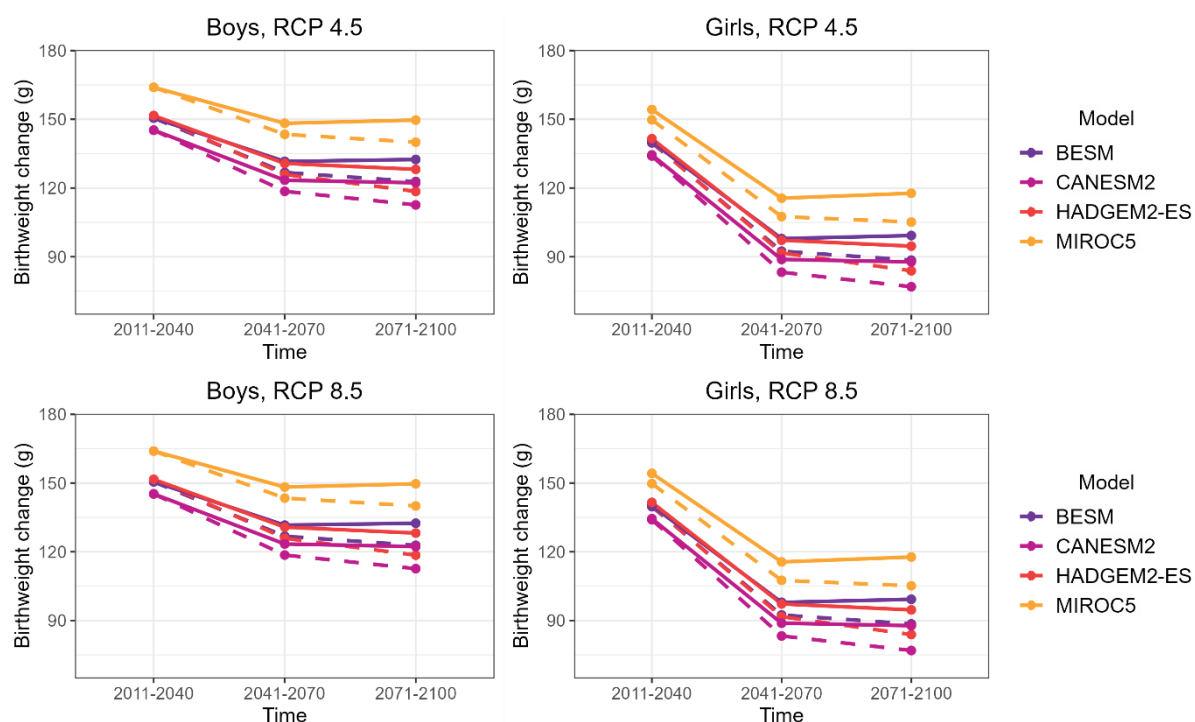 Boys, RCP 4.5
Girls, RCP 4.5
Birthweight change (g)
180
150
120
90
2011-2040
2041-2070
2071-2100
Time
Birthweight change (g)
180
150
120
90
2011-2040
2041-2070
2071-2100
Time
Model
BESM
CANESM2
HADGEM2-ES
MIROC5
Boys, RCP 8.5
Girls, RCP 8.5
Birthweight change (g)
180
150
120
90
2011-2040
2041-2070
2071-2100
Time
Birthweight change (g)
180
150
120
90
2011-2040
2041-2070
2071-2100
Time
Model
BESM
CANESM2
HADGEM2-ES
MIROC5